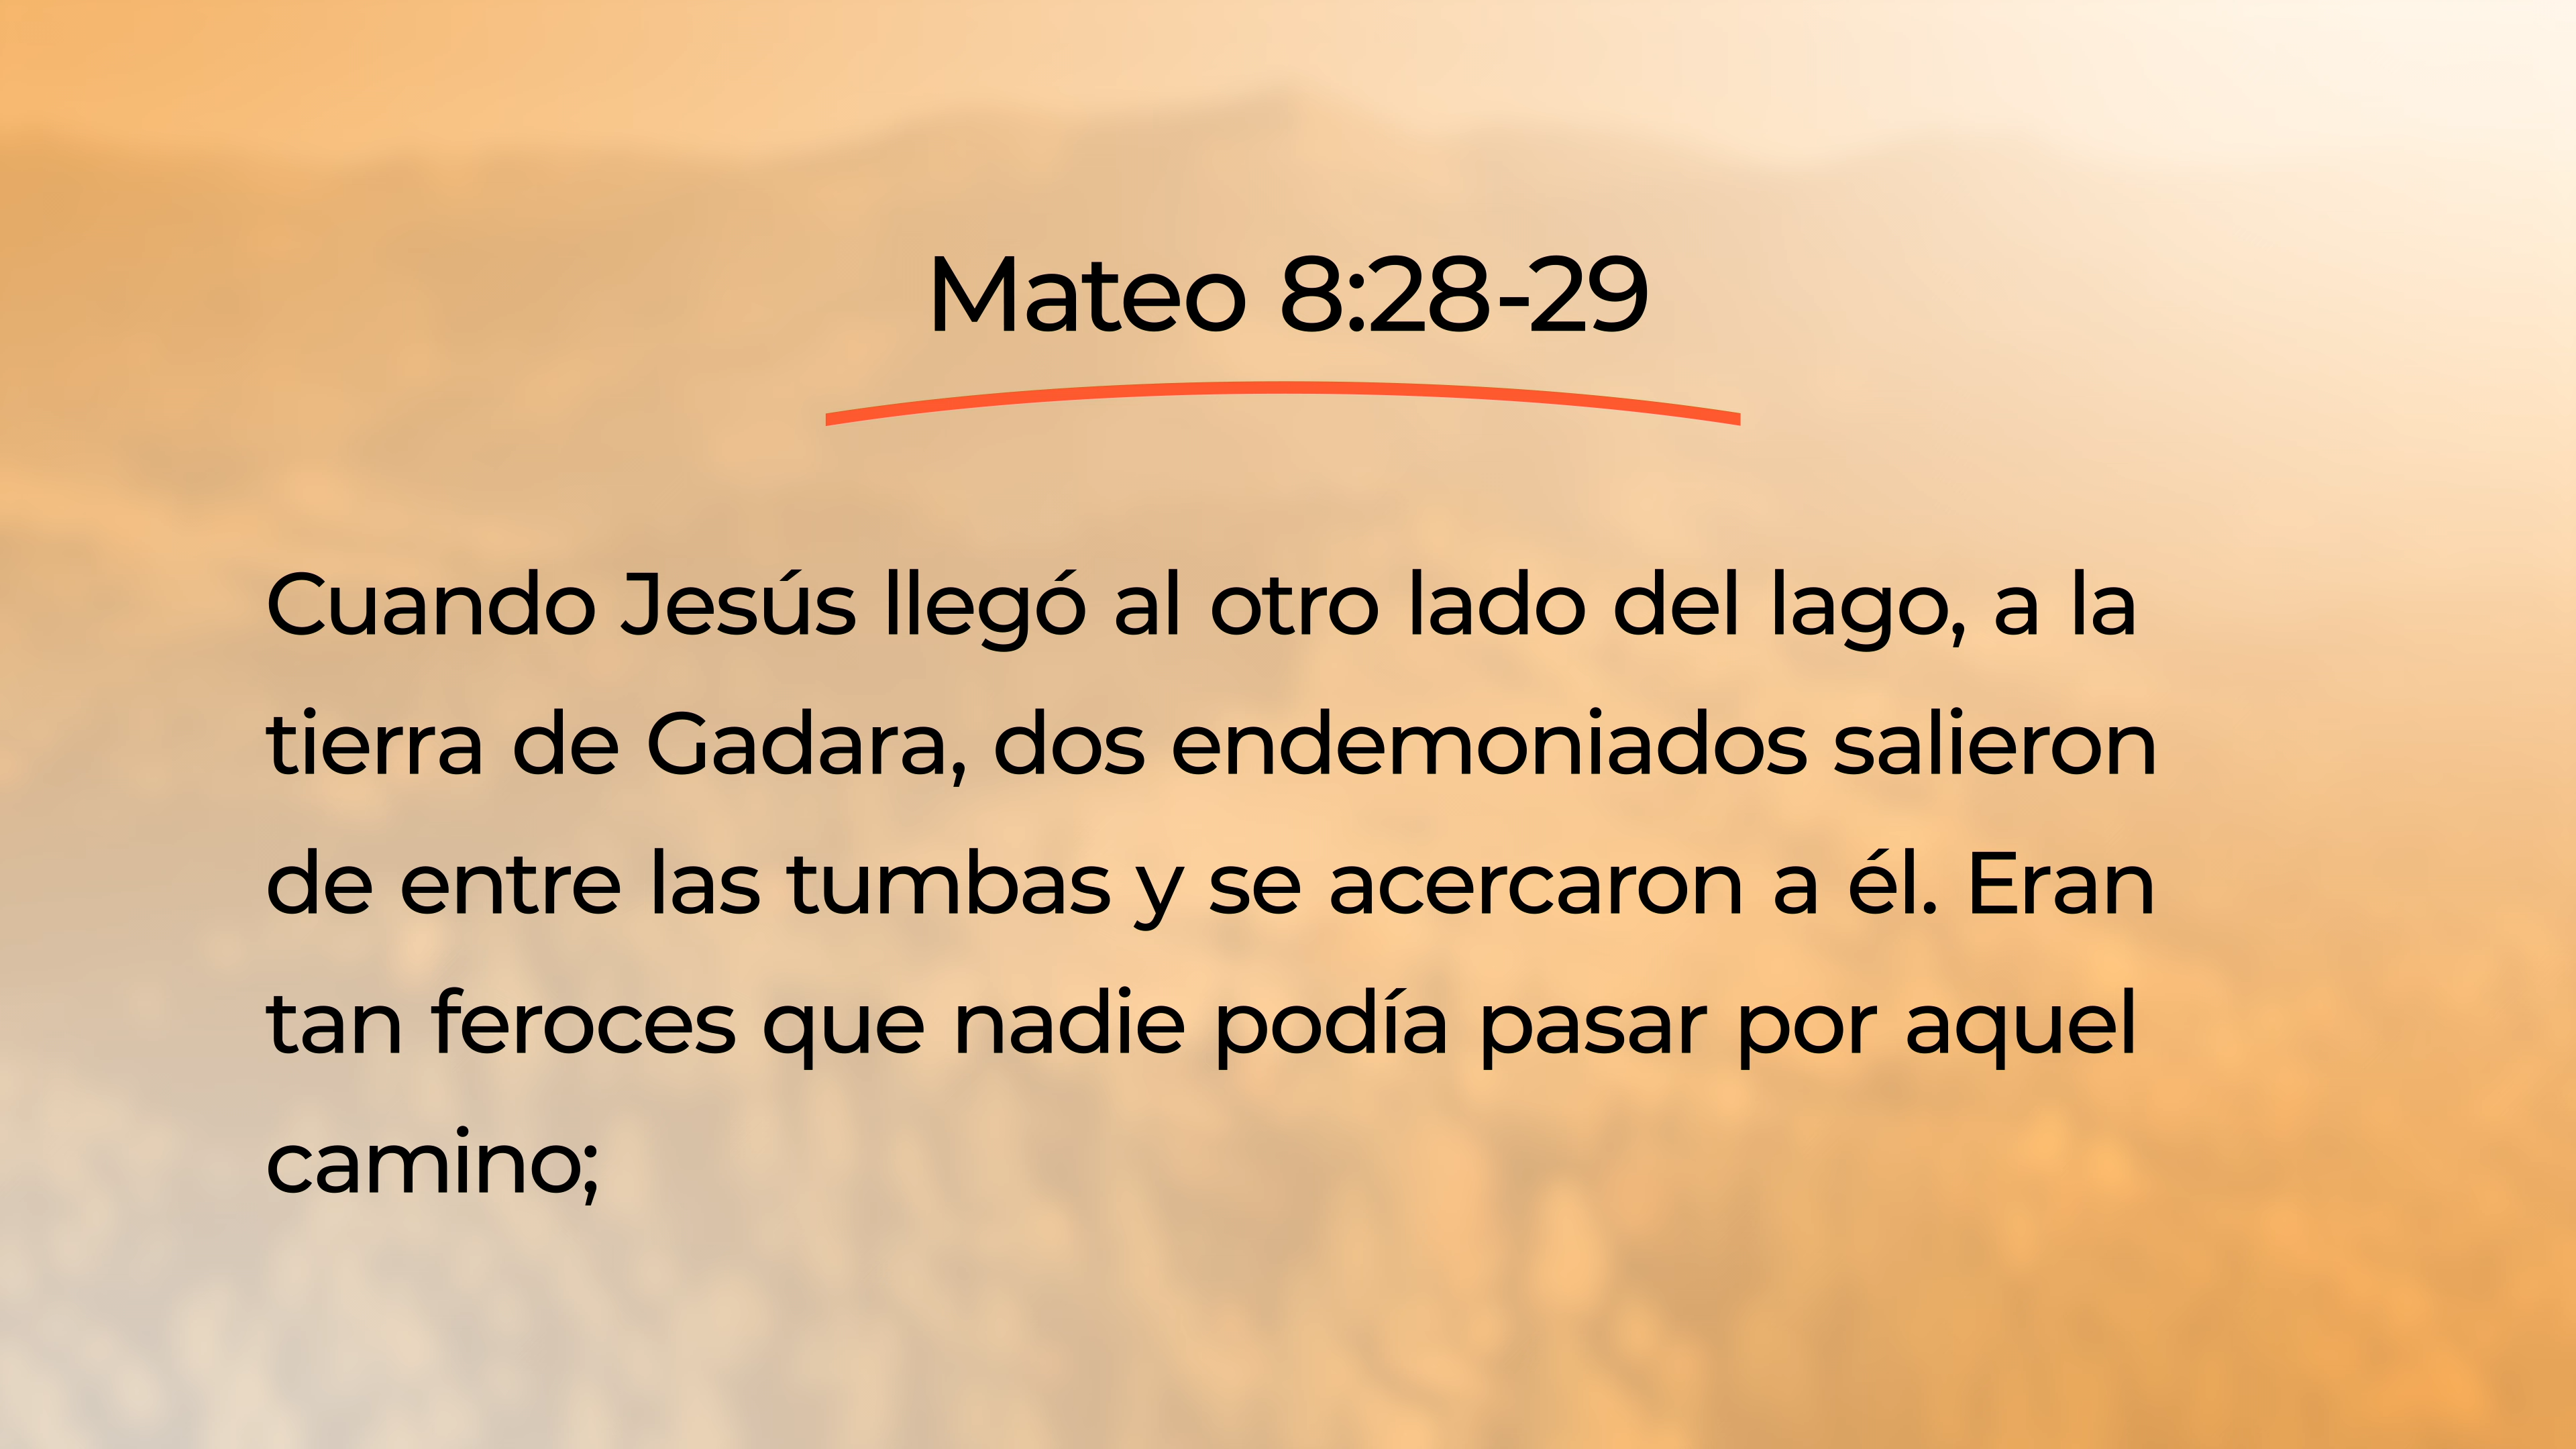 Mateo 8:28-29
Cuando Jesús llegó al otro lado del lago, a la
tierra de Gadara, dos endemoniados salieron
de entre las tumbas y se acercaron a él. Eran
tan feroces que nadie podía pasar por aquel
camino;